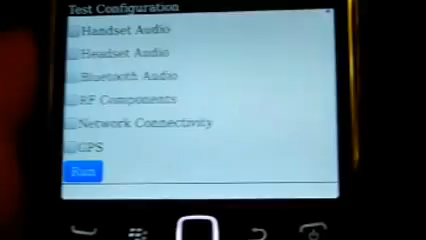 Test Configuration
Handset Audio
Headset Audio
Bluetooth Audio
RF Components
Network Connectivity
GPS
Run